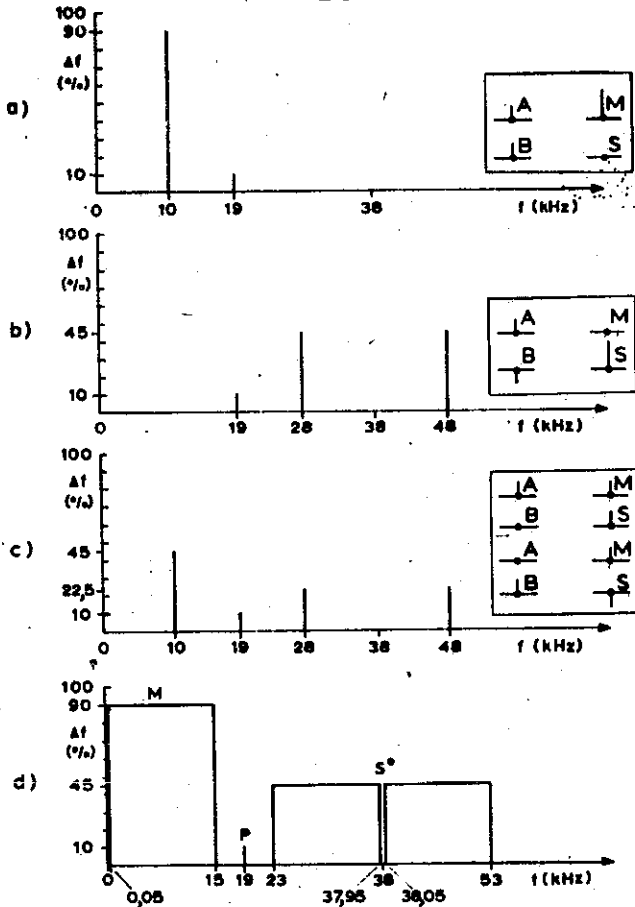 a)
100
90
Δf
(%)
10
0 10 19 38 f (kHz)
A M
B S
b)
100
Δf
(%)
45
10
0 19 28 38 48 f (kHz)
A M
B S
c)
100
Δf
(%)
45
22,5
10
0 10 19 28 38 48 f (kHz)
A M
B S
A M
B S
d)
100
90
Δf
(%)
45
10
M
P
S*
0 15 19 23 38 53 f (kHz)
0,05 37,95 38,05